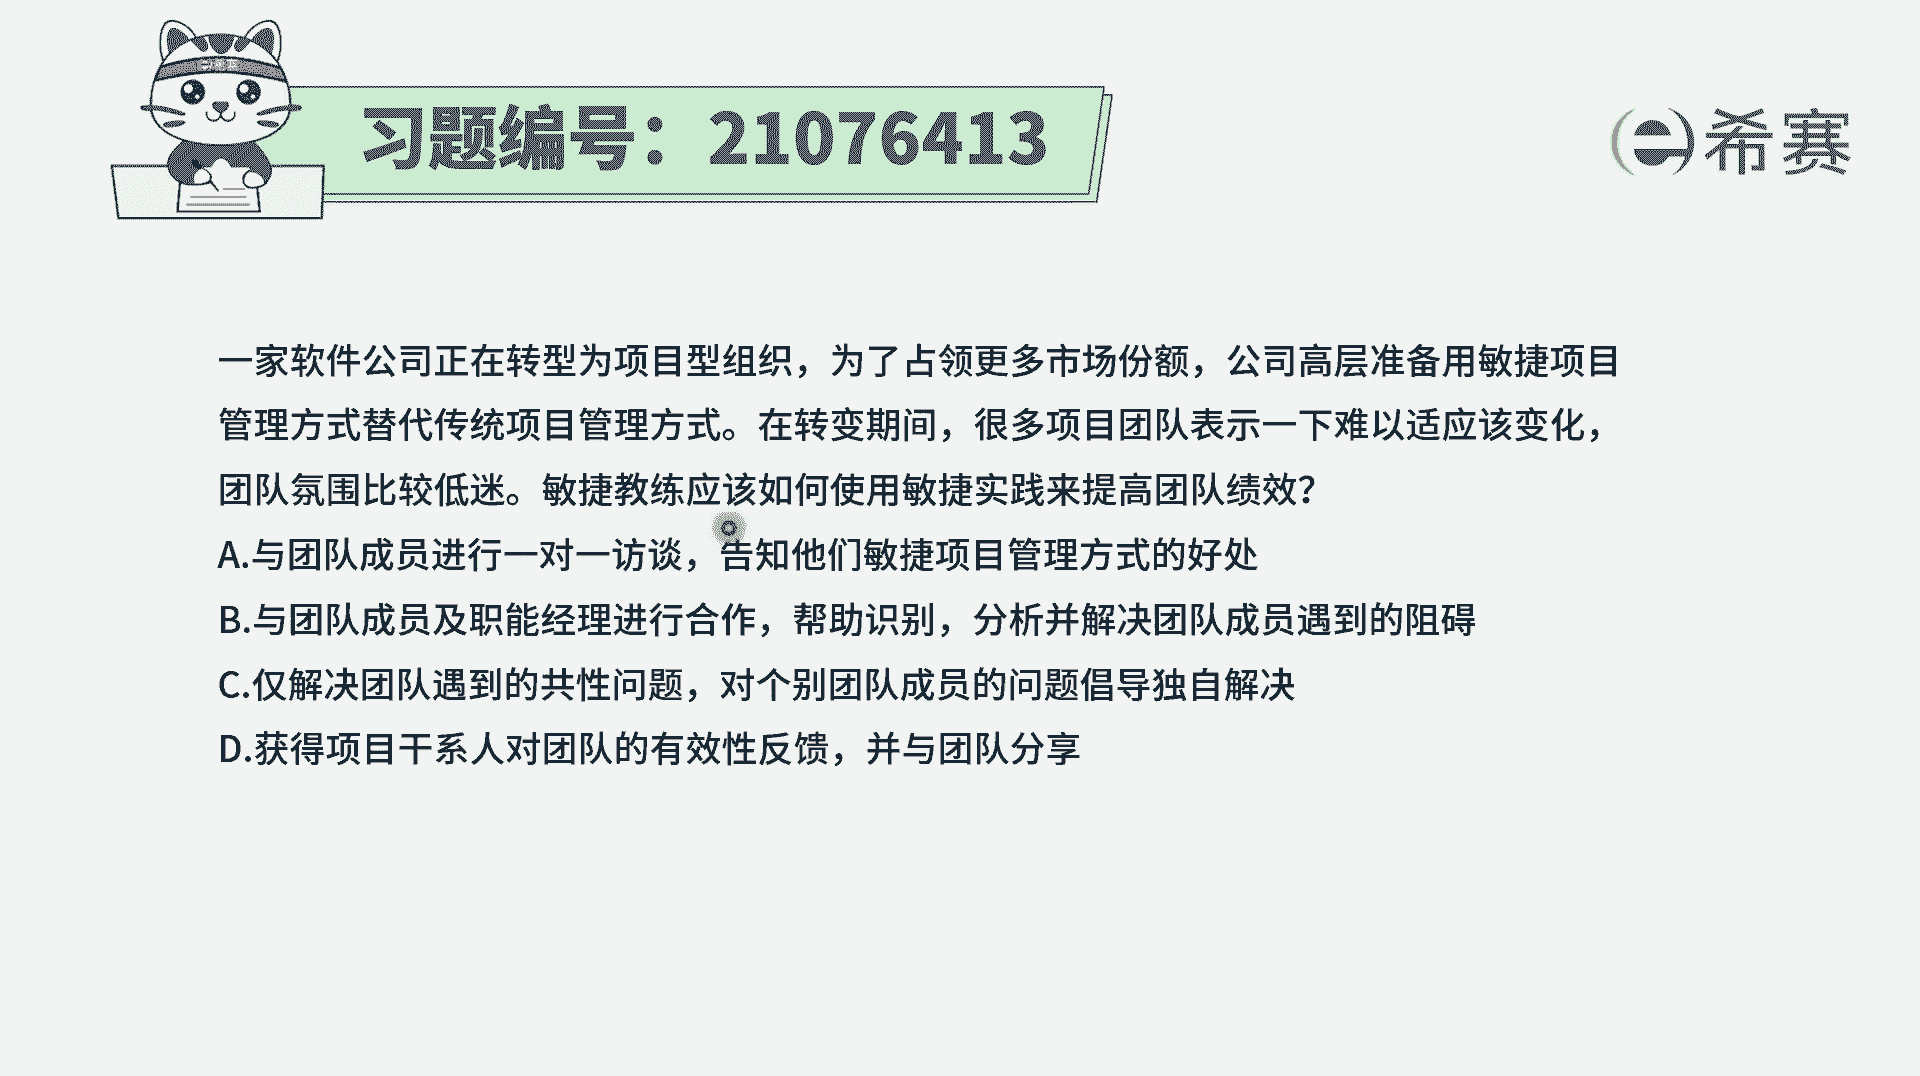 习题编号：21076413
希赛
一家软件公司正在转型为项目型组织，为了占领更多市场份额，公司高层准备用敏捷项目
管理方式替代传统项目管理方式。在转变期间，很多项目团队表示一下难以适应该变化，
团队氛围比较低迷。敏捷教练应该如何使用敏捷实践来提高团队绩效？
A.与团队成员进行一对一访谈，告知他们敏捷项目管理方式的好处
B.与团队成员及职能经理进行合作，帮助识别，分析并解决团队成员遇到的阻碍
C.仅解决团队遇到的共性问题，对个别团队成员的问题倡导独自解决
D.获得项目干系人对团队的有效性反馈，并与团队分享